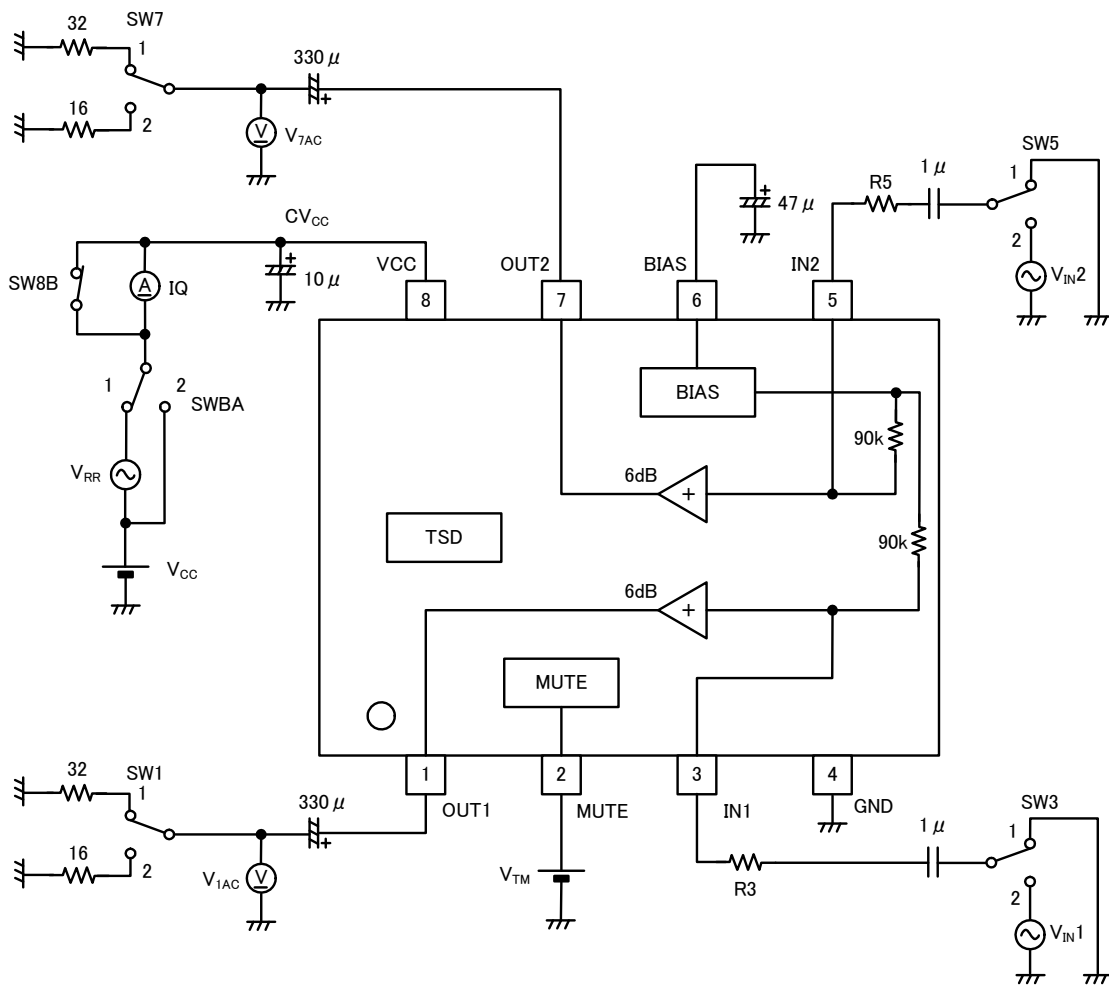 SW7
32
1
330μ
+
16
2
V
V7AC
SW5
1
1μ
R5
+
47μ
2
VIN2
CVCC
+
10μ
SW8B
A
IQ
VCC
OUT2
BIAS
IN2
8
7
6
5
1
2
SWBA
BIAS
90k
6dB
+
VRR
TSD
90k
VCC
6dB
+
MUTE
1
2
3
4
OUT1
MUTE
IN1
GND
32
SW1
1
330μ
+
16
2
V
V1AC
VTM
R3
1μ
SW3
1
2
VIN1